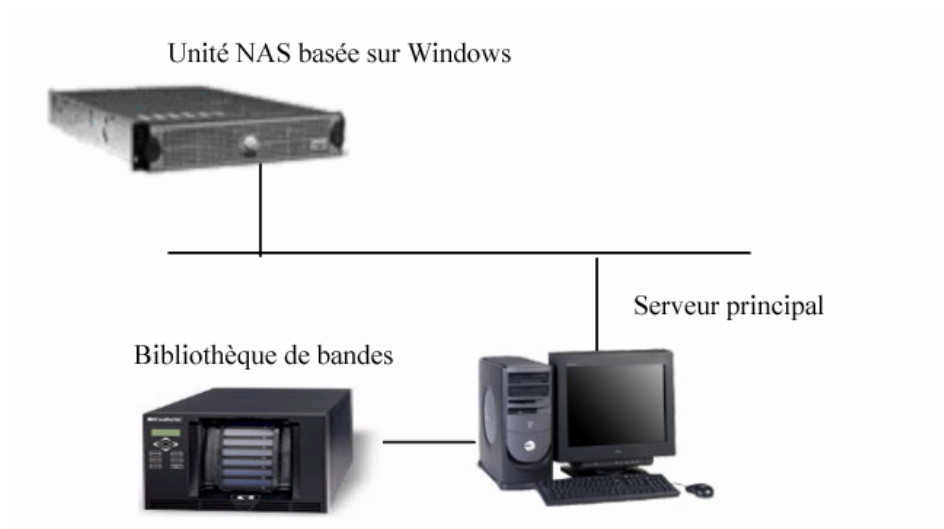 Unité NAS basée sur Windows
Serveur principal
Bibliothèque de bandes